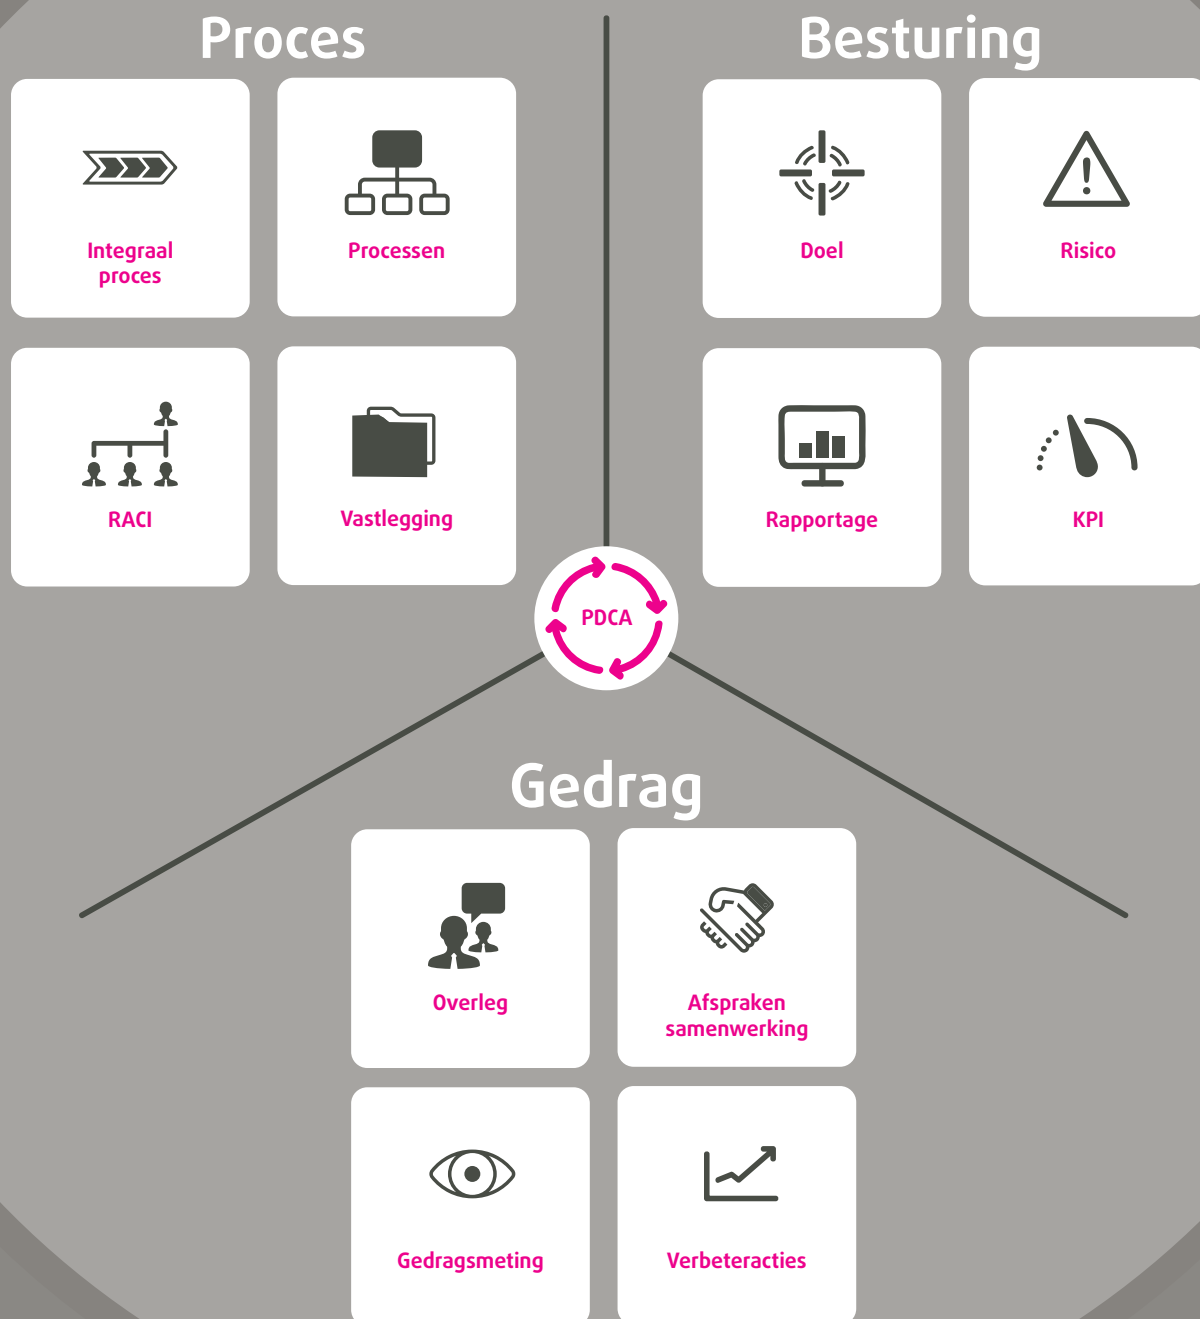 Proces
Integraal
proces
Processen
RACI
Vastlegging
Besturing
Doel
Risico
Rapportage
KPI
PDCA
Gedrag
Overleg
Afspraken
samenwerking
Gedragsmeting
Verbeteracties